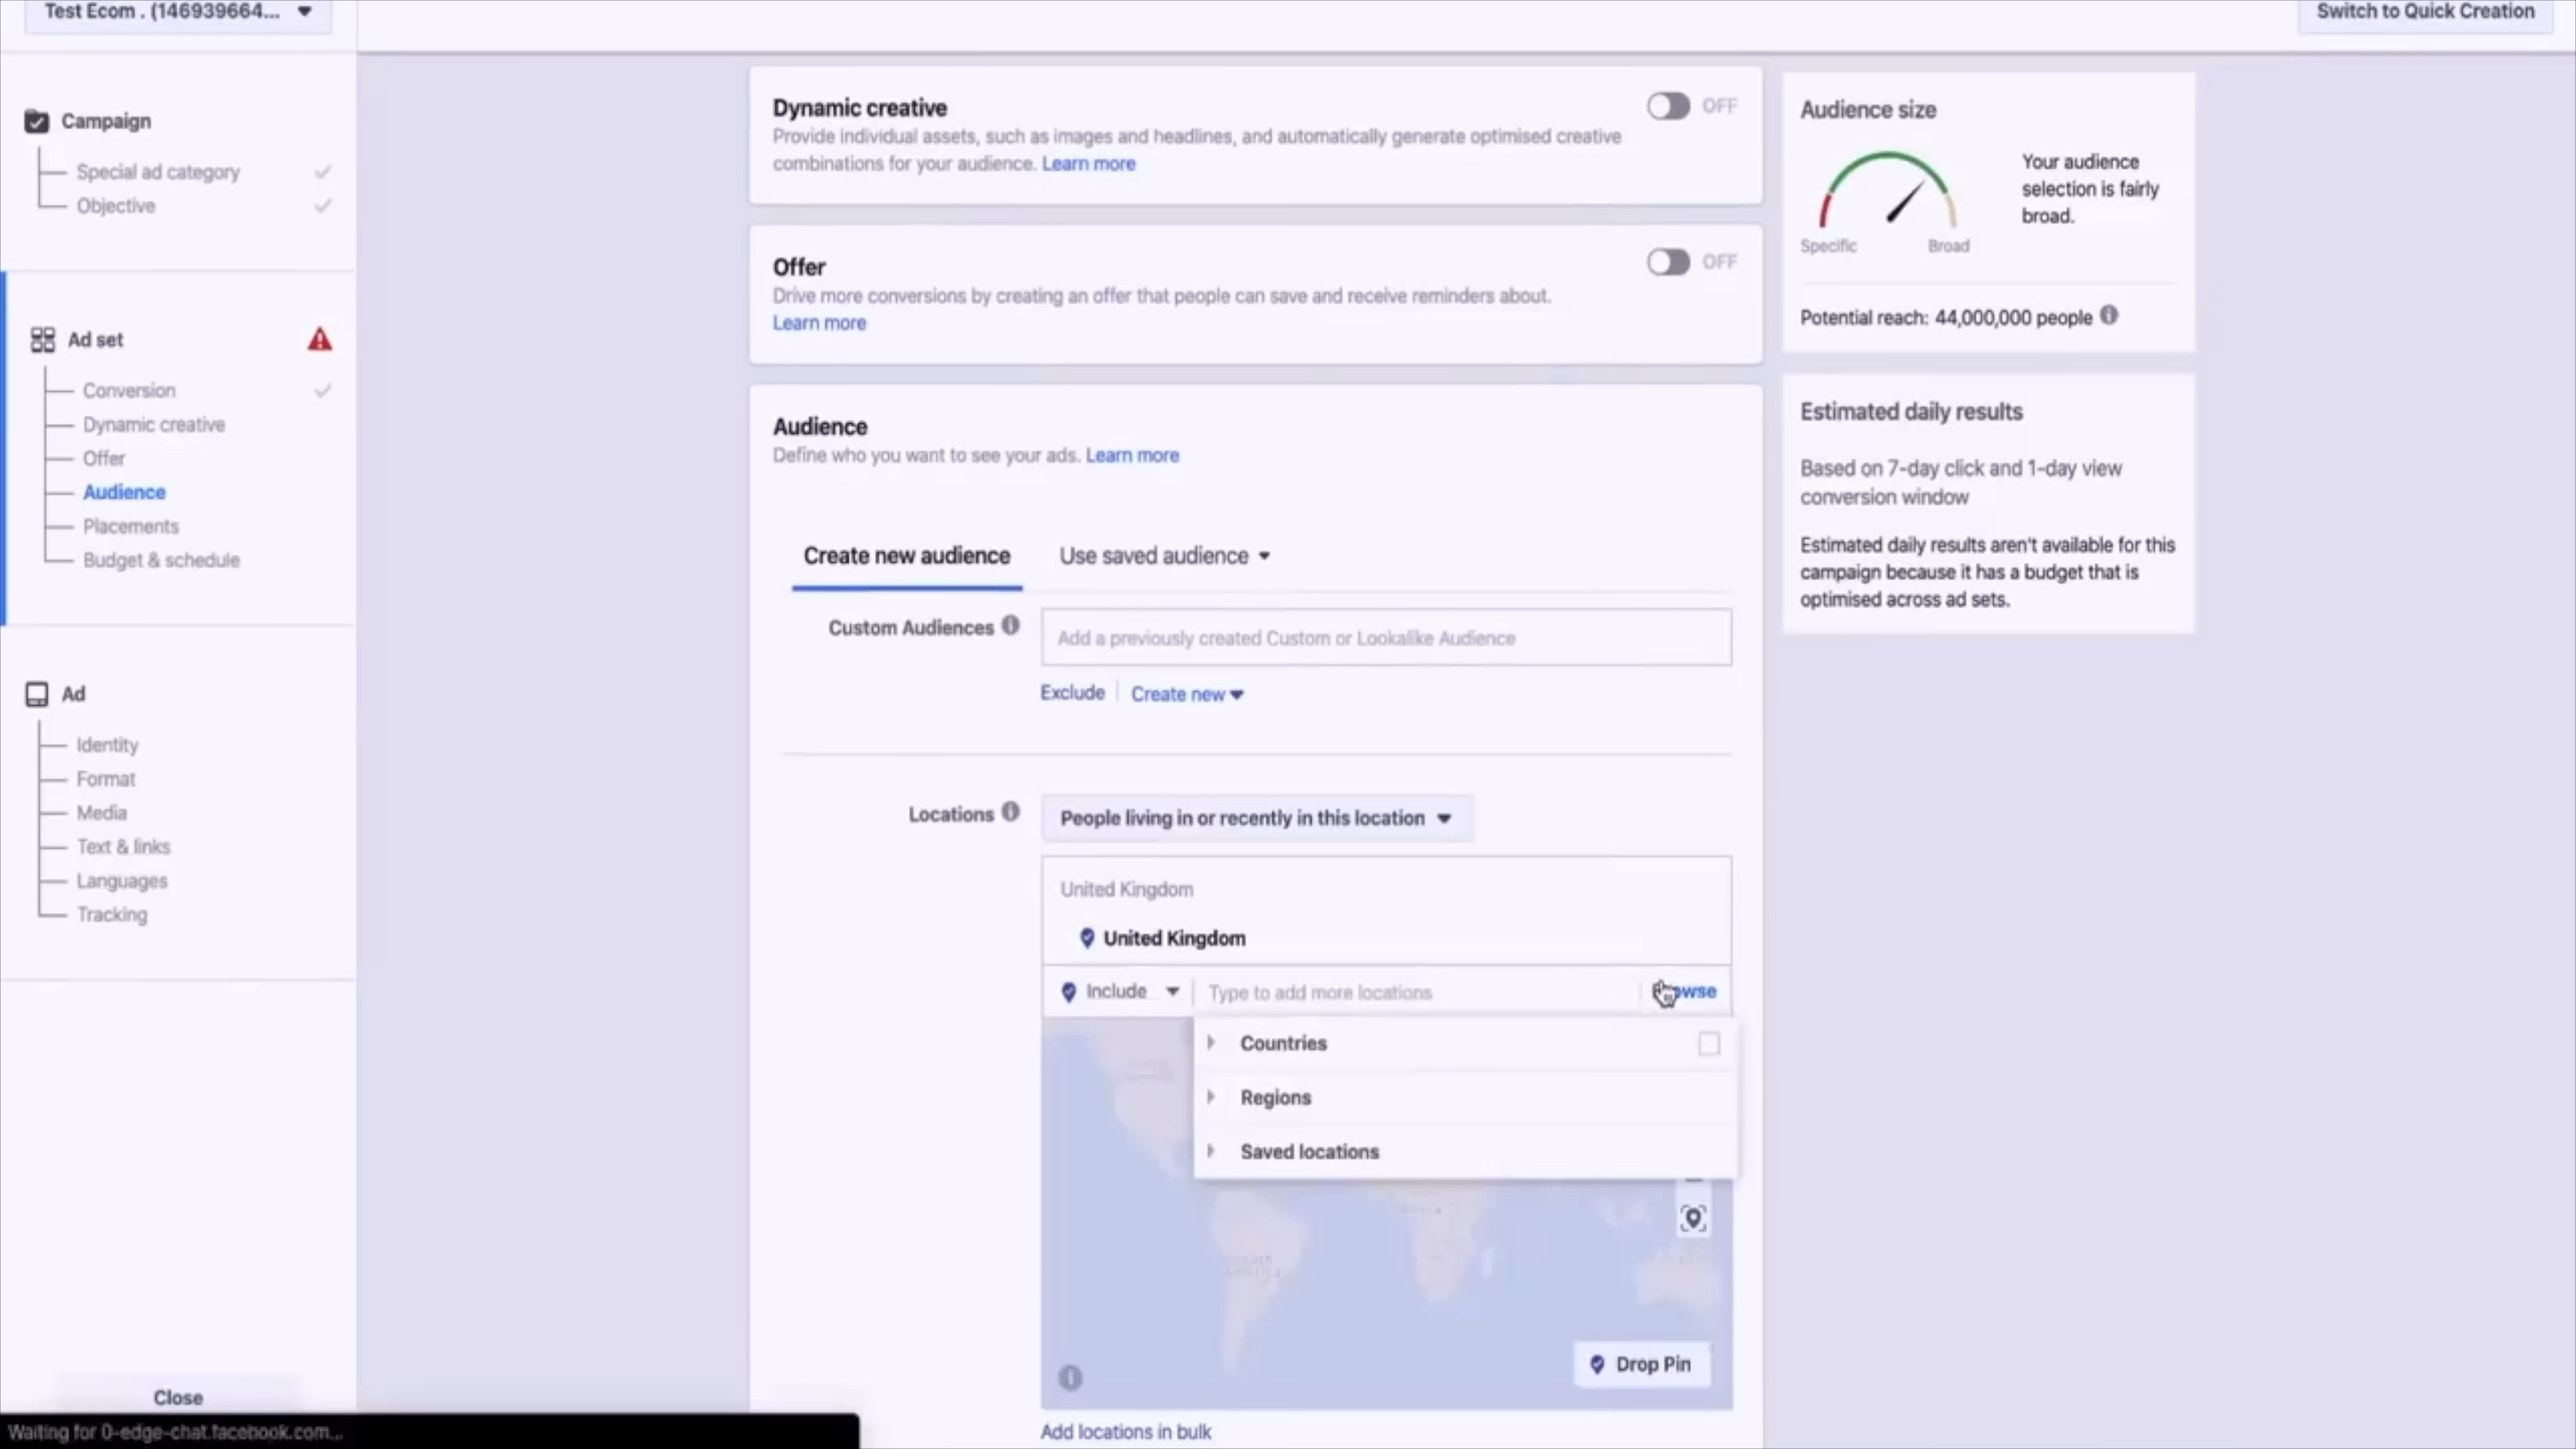 Test Ecom . (146939664...
Switch to Quick Creation
Campaign
Special ad category
Objective
Ad set
Conversion
Dynamic creative
Offer
Audience
Placements
Budget & schedule
Ad
Identity
Format
Media
Text & links
Languages
Tracking
Close
Waiting for 0-edge-chat.facebook.com...
Dynamic creative
OFF
Provide individual assets, such as images and headlines, and automatically generate optimised creative
combinations for your audience. Learn more
Offer
OFF
Drive more conversions by creating an offer that people can save and receive reminders about.
Learn more
Audience
Define who you want to see your ads. Learn more
Create new audience
Use saved audience
Custom Audiences
Add a previously created Custom or Lookalike Audience
Exclude
Create new
Locations
People living in or recently in this location
United Kingdom
United Kingdom
Include
Type to add more locations
Countries
Regions
Saved locations
Drop Pin
Add locations in bulk
Audience size
Your audience
selection is fairly
broad.
Specific
Broad
Potential reach: 44,000,000 people
Estimated daily results
Based on 7-day click and 1-day view
conversion window
Estimated daily results aren't available for this
campaign because it has a budget that is
optimised across ad sets.